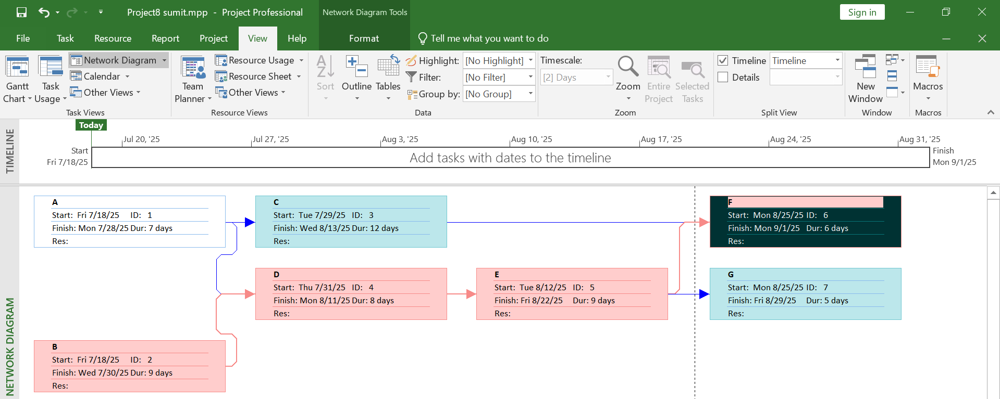 Project8 sumit.mpp - Project Professional
Network Diagram Tools
Sign in
File Task Resource Report Project View Help Format Tell me what you want to do
Gantt Chart
Task Usage
Network Diagram
Calendar
Other Views
Task Views
Team Planner
Resource Usage
Resource Sheet
Other Views
Resource Views
Sort
Outline
Tables
Highlight: [No Highlight]
Filter: [No Filter]
Group by: [No Group]
Data
Timescale:
[2] Days
Zoom
Entire Project
Selected Tasks
Zoom
Timeline Timeline
Details
Split View
New Window
Window
Macros
Macros
TIMELINE
Today
Jul 20, '25 Jul 27, '25 Aug 3, '25 Aug 10, '25 Aug 17, '25 Aug 24, '25 Aug 31, '25
Start
Fri 7/18/25
Add tasks with dates to the timeline
Finish
Mon 9/1/25
NETWORK DIAGRAM
A
Start: Fri 7/18/25 ID: 1
Finish: Mon 7/28/25 Dur: 7 days
Res:
C
Start: Tue 7/29/25 ID: 3
Finish: Wed 8/13/25 Dur: 12 days
Res:
F
Start: Mon 8/25/25 ID: 6
Finish: Mon 9/1/25 Dur: 6 days
Res:
D
Start: Thu 7/31/25 ID: 4
Finish: Mon 8/11/25 Dur: 8 days
Res:
E
Start: Tue 8/12/25 ID: 5
Finish: Fri 8/22/25 Dur: 9 days
Res:
G
Start: Mon 8/25/25 ID: 7
Finish: Fri 8/29/25 Dur: 5 days
Res:
B
Start: Fri 7/18/25 ID: 2
Finish: Wed 7/30/25 Dur: 9 days
Res: